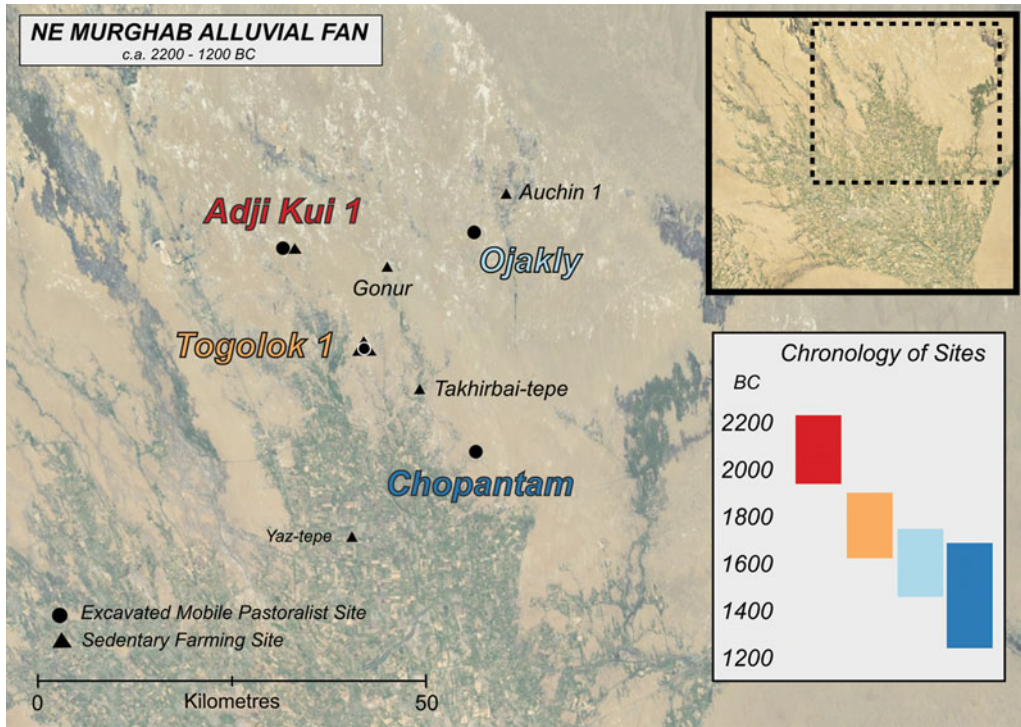 NE MURGHAB ALLUVIAL FAN
c.a. 2200 - 1200 BC
Auchin 1
Adji Kui 1
Ojakly
Gonur
Togolok 1
Takhirbai-tepe
Chopantam
Yaz-tepe
Excavated Mobile Pastoralist Site
Sedentary Farming Site
0 Kilometres 50
Chronology of Sites
BC
2200
2000
1800
1600
1400
1200